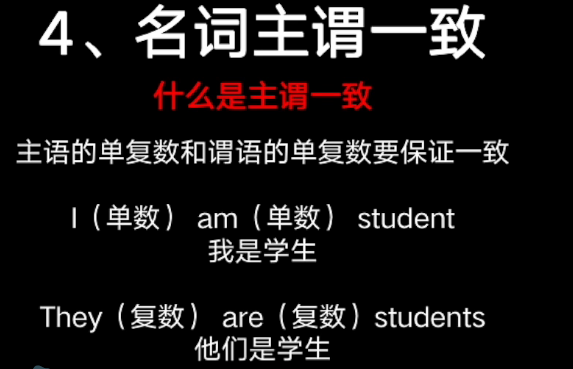 4、名词主谓一致
什么是主谓一致
主语的单复数和谓语的单复数要保证一致
I（单数） am（单数） student
我是学生
They（复数） are（复数）students
他们是学生